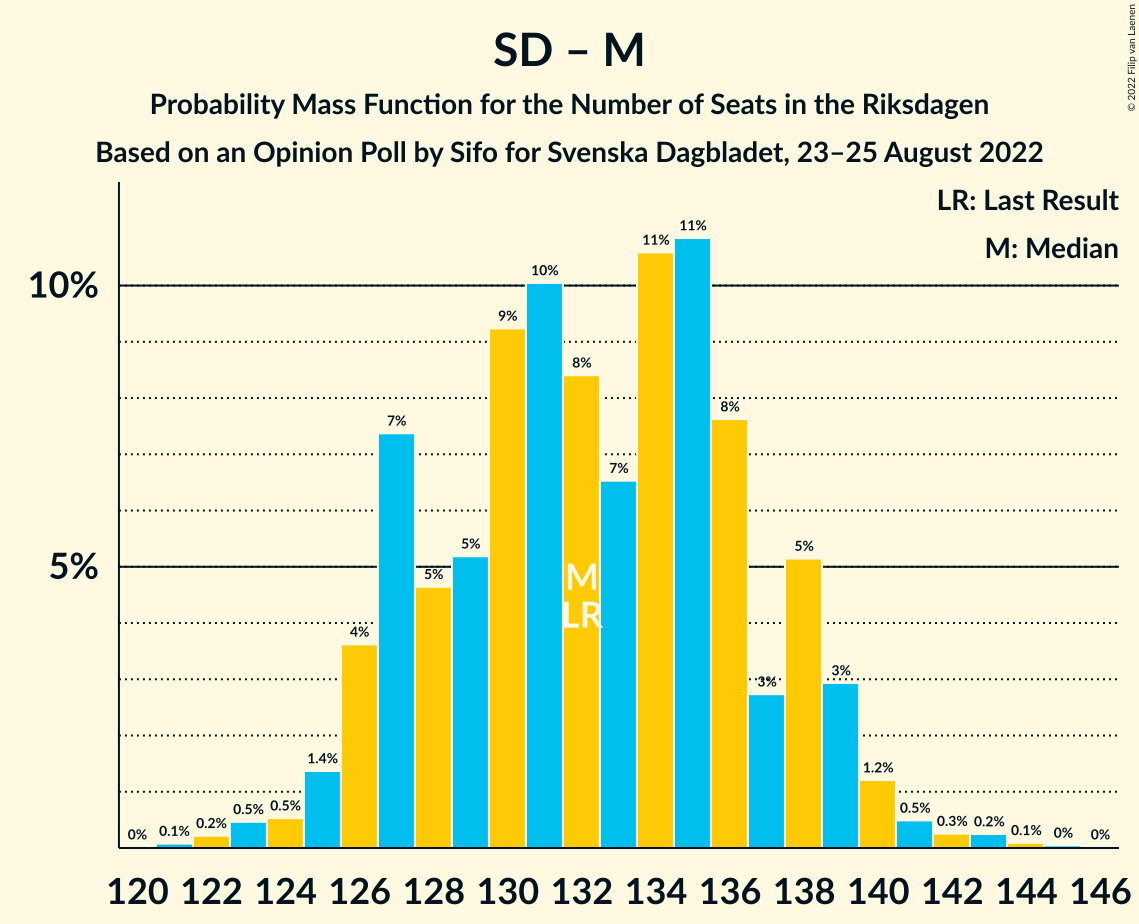 © 2022 Filip van Laenen
SD – M
Probability Mass Function for the Number of Seats in the Riksdagen
Based on an Opinion Poll by Sifo for Svenska Dagbladet, 23–25 August 2022
LR: Last Result
M: Median
10%
5%
0% 0.1% 0.2% 0.5% 0.5% 1.4% 4% 7% 5% 5% 9% 10% 8% 7% 11% 11% 8% 3% 5% 3% 1.2% 0.5% 0.3% 0.2% 0.1% 0% 0%
M
LR
120 122 124 126 128 130 132 134 136 138 140 142 144 146